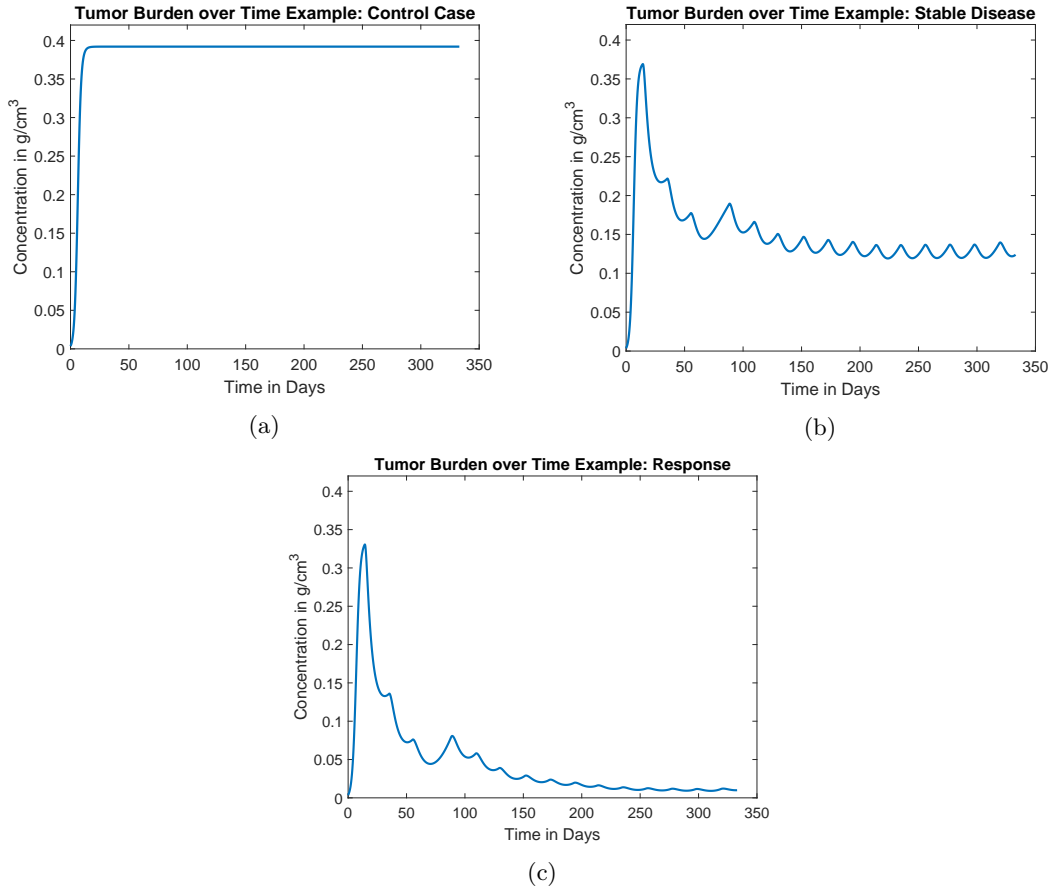 Tumor Burden over Time Example: Control Case
Concentration in g/cm³
0.4
0.35
0.3
0.25
0.2
0.15
0.1
0.05
0
0 50 100 150 200 250 300 350
Time in Days
(a)
Tumor Burden over Time Example: Stable Disease
Concentration in g/cm³
0.4
0.35
0.3
0.25
0.2
0.15
0.1
0.05
0
0 50 100 150 200 250 300 350
Time in Days
(b)
Tumor Burden over Time Example: Response
Concentration in g/cm³
0.4
0.35
0.3
0.25
0.2
0.15
0.1
0.05
0
0 50 100 150 200 250 300 350
Time in Days
(c)